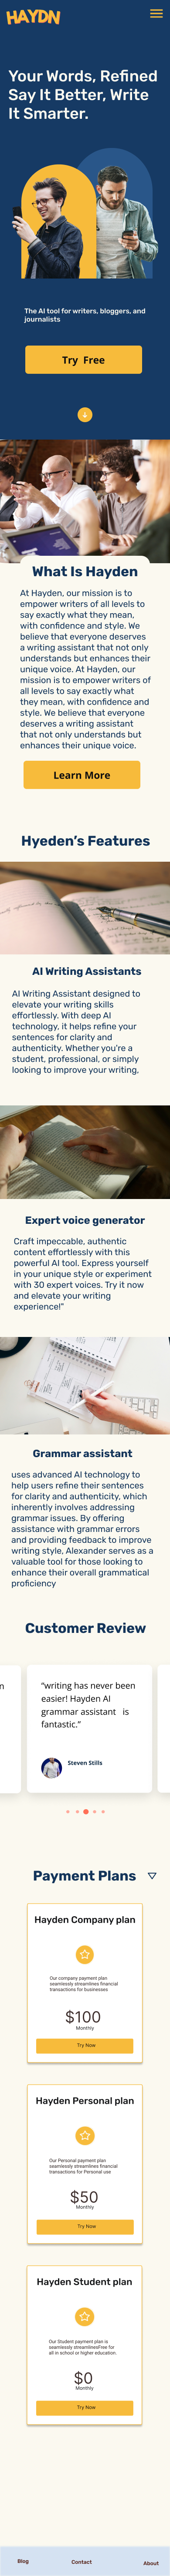 HAYDN
Your Words, Refined
Say It Better, Write
It Smarter.
The AI tool for writers, bloggers, and
journalists
Try Free
What Is Hayden
At Hayden, our mission is to
empower writers of all levels to
say exactly what they mean,
with confidence and style. We
believe that everyone deserves
a writing assistant that not only
understands but enhances their
unique voice. At Hayden, our
mission is to empower writers of
all levels to say exactly what
they mean, with confidence and
style. We believe that everyone
deserves a writing assistant
that not only understands but
enhances their unique voice.
Learn More
Hyeden’s Features
AI Writing Assistants
AI Writing Assistant designed to
elevate your writing skills
effortlessly. With deep AI
technology, it helps refine your
sentences for clarity and
authenticity. Whether you're a
student, professional, or simply
looking to improve your writing,
Expert voice generator
Craft impeccable, authentic
content effortlessly with this
powerful AI tool. Express yourself
in your unique style or experiment
with 30 expert voices. Try it now
and elevate your writing
experience!"
Grammar assistant
uses advanced AI technology to
help users refine their sentences
for clarity and authenticity, which
inherently involves addressing
grammar issues. By offering
assistance with grammar errors
and providing feedback to improve
writing style, Alexander serves as a
valuable tool for those looking to
enhance their overall grammatical
proficiency
Customer Review
n
“writing has never been
easier! Hayden AI
grammar assistant is
fantastic.”
Steven Stills
Payment Plans
Hayden Company plan
Our company payment plan
seamlessly streamlines financial
transactions for businesses
$100
Monthly
Try Now
Hayden Personal plan
Our Personal payment plan
seamlessly streamlines financial
transactions for Personal use
$50
Monthly
Try Now
Hayden Student plan
Our Student payment plan is
seamlessly streamlinesFree for
all in school or higher education.
$0
Monthly
Try Now
Blog
Contact
About